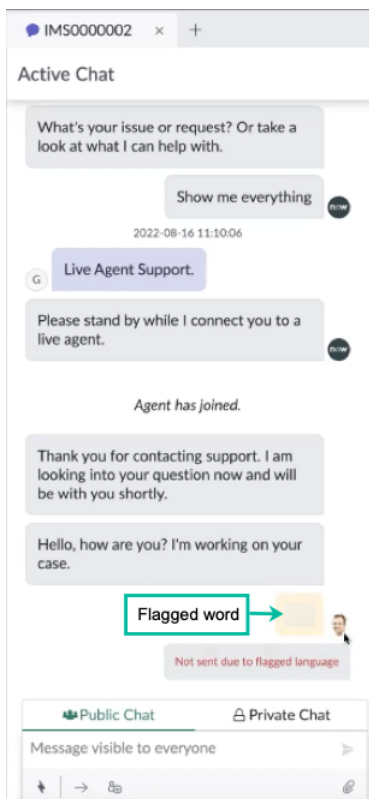 IMS0000002 × +
Active Chat
What's your issue or request? Or take a
look at what I can help with.
Show me everything
now
2022-08-16 11:10:06
G
Live Agent Support.
Please stand by while I connect you to a
live agent.
now
Agent has joined.
Thank you for contacting support. I am
looking into your question now and will
be with you shortly.
Hello, how are you? I'm working on your
case.
Flagged word
Not sent due to flagged language
Public Chat
Private Chat
Message visible to everyone